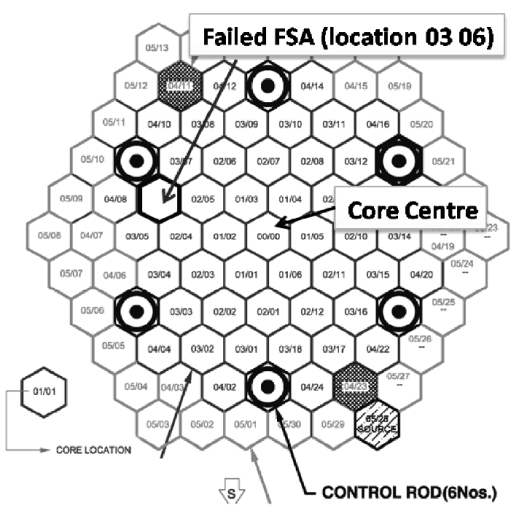 Failed FSA (location 03 06)
05/13
05/12 04/11 04/12 04/14 04/15 05/19
05/11 04/10 03/08 03/09 03/10 03/11 04/16 05/20
05/10 03/07 02/06 02/07 02/08 03/12 05/21
05/09 04/08 02/05 01/03 01/04
Core Centre
05/08 04/07 03/05 02/04 01/02 00/00 01/05 02/10 03/14 04/19
05/07 04/06 03/04 02/03 01/01 01/06 02/11 03/15 04/20 05/24 --
05/06 03/03 02/02 02/01 02/12 03/16 05/25 --
05/05 04/04 03/02 03/01 03/18 03/17 04/22 05/26 --
01/01
05/04 04/03 04/02 04/24 04/23 05/27 --
05/03 05/02 05/01 05/30 05/29 05/28
SOURCE
CORE LOCATION
S
CONTROL ROD(6Nos.)